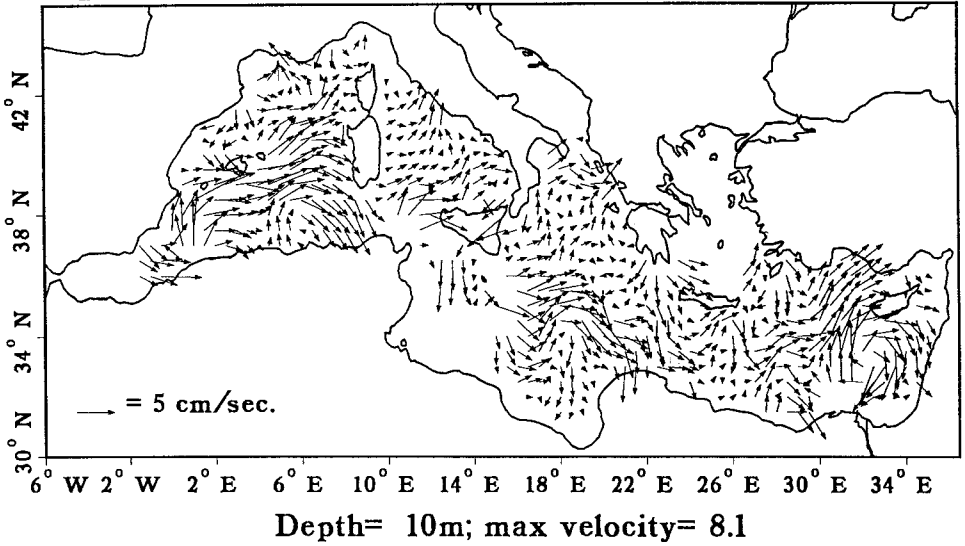 42° N
38° N
34° N
30° N
= 5 cm/sec.
6° W 2° W 2° E 6° E 10° E 14° E 18° E 22° E 26° E 30° E 34° E
Depth= 10m; max velocity= 8.1